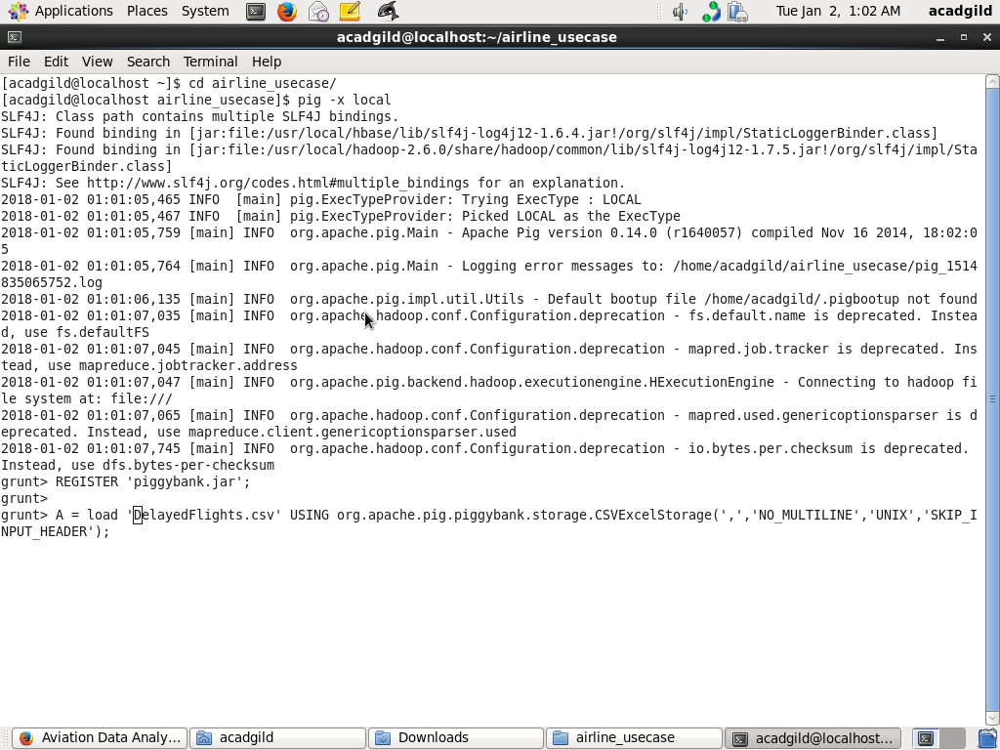 Applications Places System Tue Jan 2, 1:02 AM acadgild
acadgild@localhost:~/airline_usecase
File Edit View Search Terminal Help
[acadgild@localhost ~]$ cd airline_usecase/
[acadgild@localhost airline_usecase]$ pig -x local
SLF4J: Class path contains multiple SLF4J bindings.
SLF4J: Found binding in [jar:file:/usr/local/hbase/lib/slf4j-log4j12-1.6.4.jar!/org/slf4j/impl/StaticLoggerBinder.class]
SLF4J: Found binding in [jar:file:/usr/local/hadoop-2.6.0/share/hadoop/common/lib/slf4j-log4j12-1.7.5.jar!/org/slf4j/impl/Sta
ticLoggerBinder.class]
SLF4J: See http://www.slf4j.org/codes.html#multiple_bindings for an explanation.
2018-01-02 01:01:05,465 INFO  [main] pig.ExecTypeProvider: Trying ExecType : LOCAL
2018-01-02 01:01:05,467 INFO  [main] pig.ExecTypeProvider: Picked LOCAL as the ExecType
2018-01-02 01:01:05,759 [main] INFO  org.apache.pig.Main - Apache Pig version 0.14.0 (r1640057) compiled Nov 16 2014, 18:02:0
5
2018-01-02 01:01:05,764 [main] INFO  org.apache.pig.Main - Logging error messages to: /home/acadgild/airline_usecase/pig_1514
835065752.log
2018-01-02 01:01:06,135 [main] INFO  org.apache.pig.impl.util.Utils - Default bootup file /home/acadgild/.pigbootup not found
2018-01-02 01:01:07,035 [main] INFO  org.apache.hadoop.conf.Configuration.deprecation - fs.default.name is deprecated. Instea
d, use fs.defaultFS
2018-01-02 01:01:07,045 [main] INFO  org.apache.hadoop.conf.Configuration.deprecation - mapred.job.tracker is deprecated. Ins
tead, use mapreduce.jobtracker.address
2018-01-02 01:01:07,047 [main] INFO  org.apache.pig.backend.hadoop.executionengine.HExecutionEngine - Connecting to hadoop fi
le system at: file:///
2018-01-02 01:01:07,065 [main] INFO  org.apache.hadoop.conf.Configuration.deprecation - mapred.used.genericoptionsparser is d
eprecated. Instead, use mapreduce.client.genericoptionsparser.used
2018-01-02 01:01:07,745 [main] INFO  org.apache.hadoop.conf.Configuration.deprecation - io.bytes.per.checksum is deprecated.
Instead, use dfs.bytes-per-checksum
grunt> REGISTER 'piggybank.jar';
grunt>
grunt> A = load 'DelayedFlights.csv' USING org.apache.pig.piggybank.storage.CSVExcelStorage(',','NO_MULTILINE','UNIX','SKIP_I
NPUT_HEADER');
Aviation Data Analy... acadgild Downloads airline_usecase acadgild@localhost...